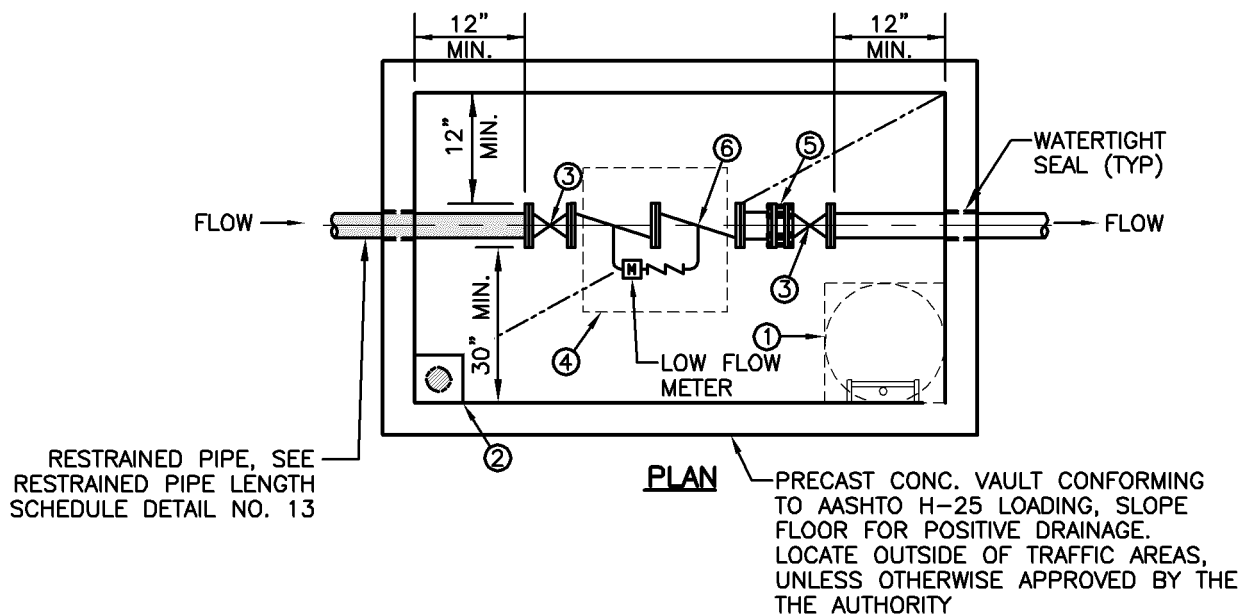 12"
MIN.
12"
MIN.
12"
MIN.
⑥
③
⑤
WATERTIGHT
SEAL (TYP)
FLOW
FLOW
30"
MIN.
M
③
①
④
LOW FLOW
METER
②
RESTRAINED PIPE, SEE
RESTRAINED PIPE LENGTH
SCHEDULE DETAIL NO. 13
PLAN
PRECAST CONC. VAULT CONFORMING
TO AASHTO H-25 LOADING, SLOPE
FLOOR FOR POSITIVE DRAINAGE.
LOCATE OUTSIDE OF TRAFFIC AREAS,
UNLESS OTHERWISE APPROVED BY THE
THE AUTHORITY